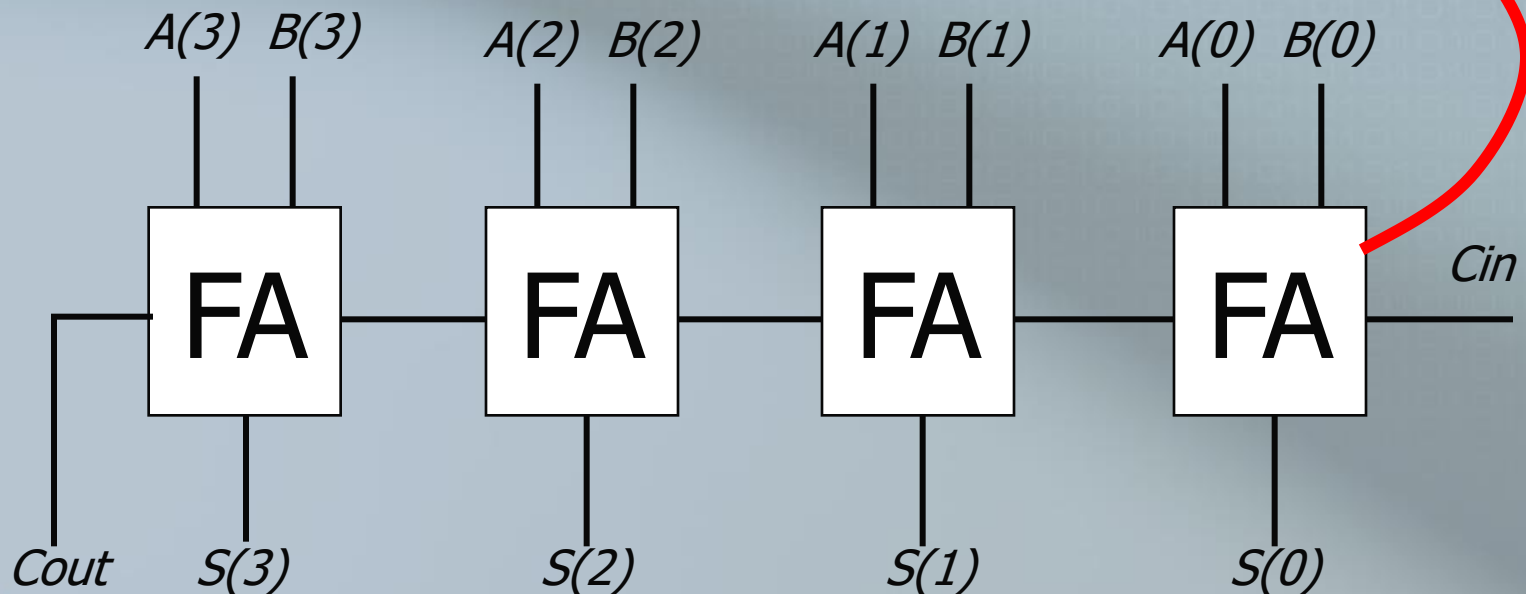 A(3) B(3) A(2) B(2) A(1) B(1) A(0) B(0)
Cin
FA FA FA FA
Cout S(3) S(2) S(1) S(0)